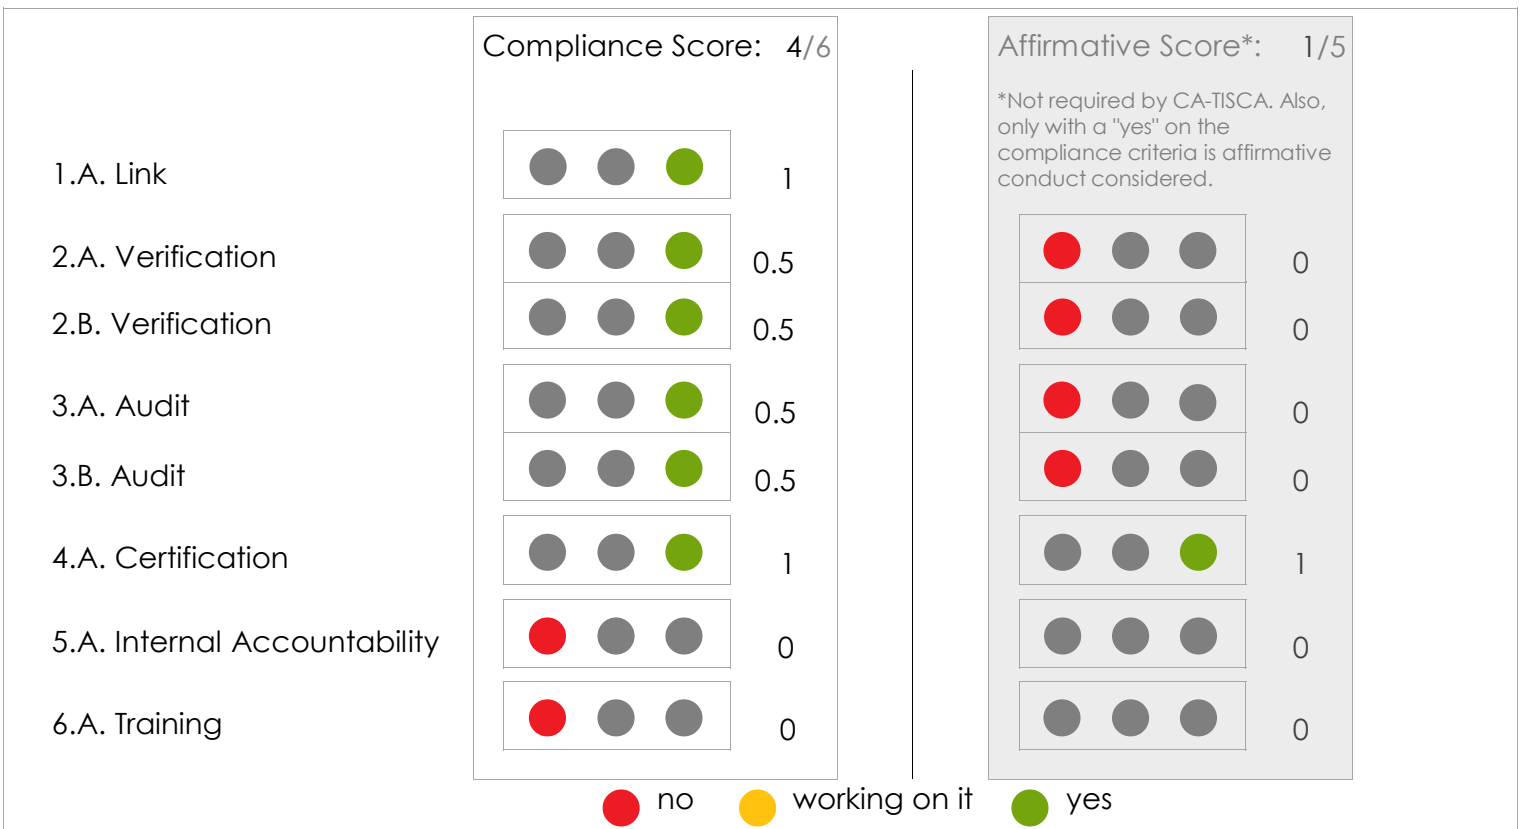 Compliance Score: 4/6
Affirmative Score*: 1/5
*Not required by CA-TISCA. Also,
only with a "yes" on the
compliance criteria is affirmative
conduct considered.
1.A. Link 1
2.A. Verification 0.5 0
2.B. Verification 0.5 0
3.A. Audit 0.5 0
3.B. Audit 0.5 0
4.A. Certification 1 1
5.A. Internal Accountability 0 0
6.A. Training 0 0
no working on it yes